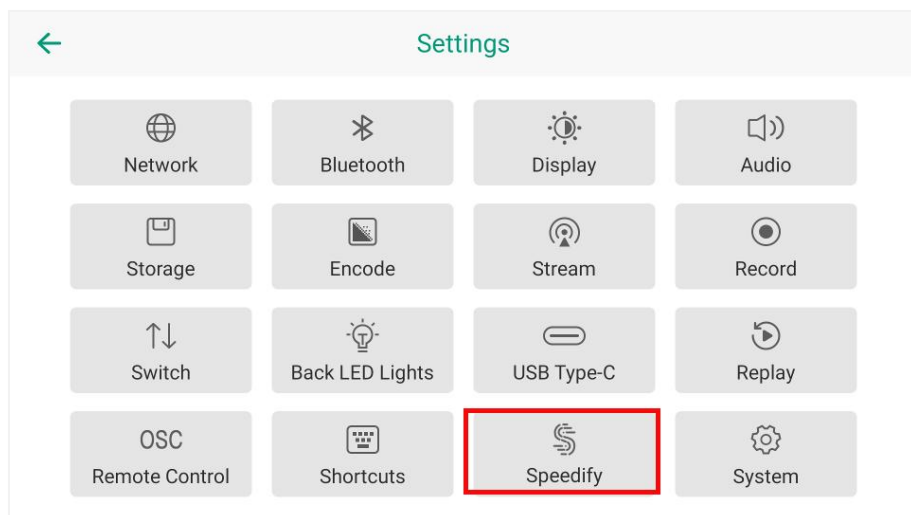 Settings
Network
Bluetooth
Display
Audio
Storage
Encode
Stream
Record
Switch
Back LED Lights
USB Type-C
Replay
OSC
Remote Control
Shortcuts
Speedify
System